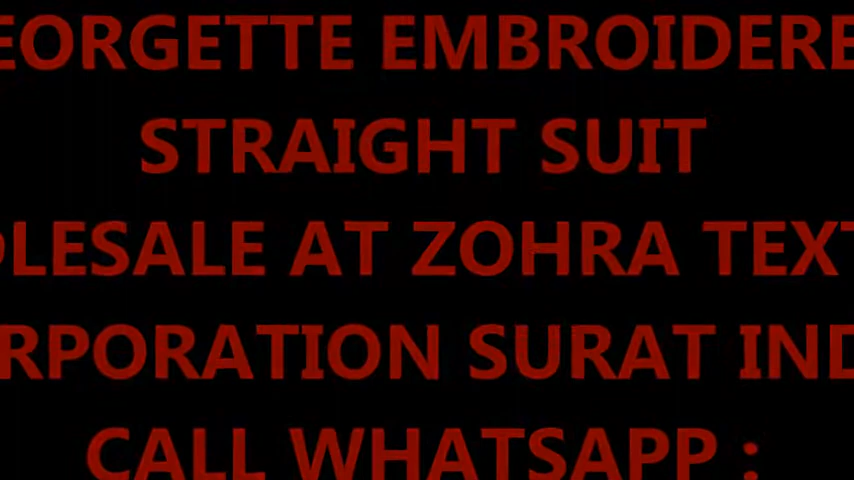 EORGETTE EMBROIDERE
STRAIGHT SUIT
OLESALE AT ZOHRA TEXT
RPORATION SURAT IND
CALL WHATSAPP :